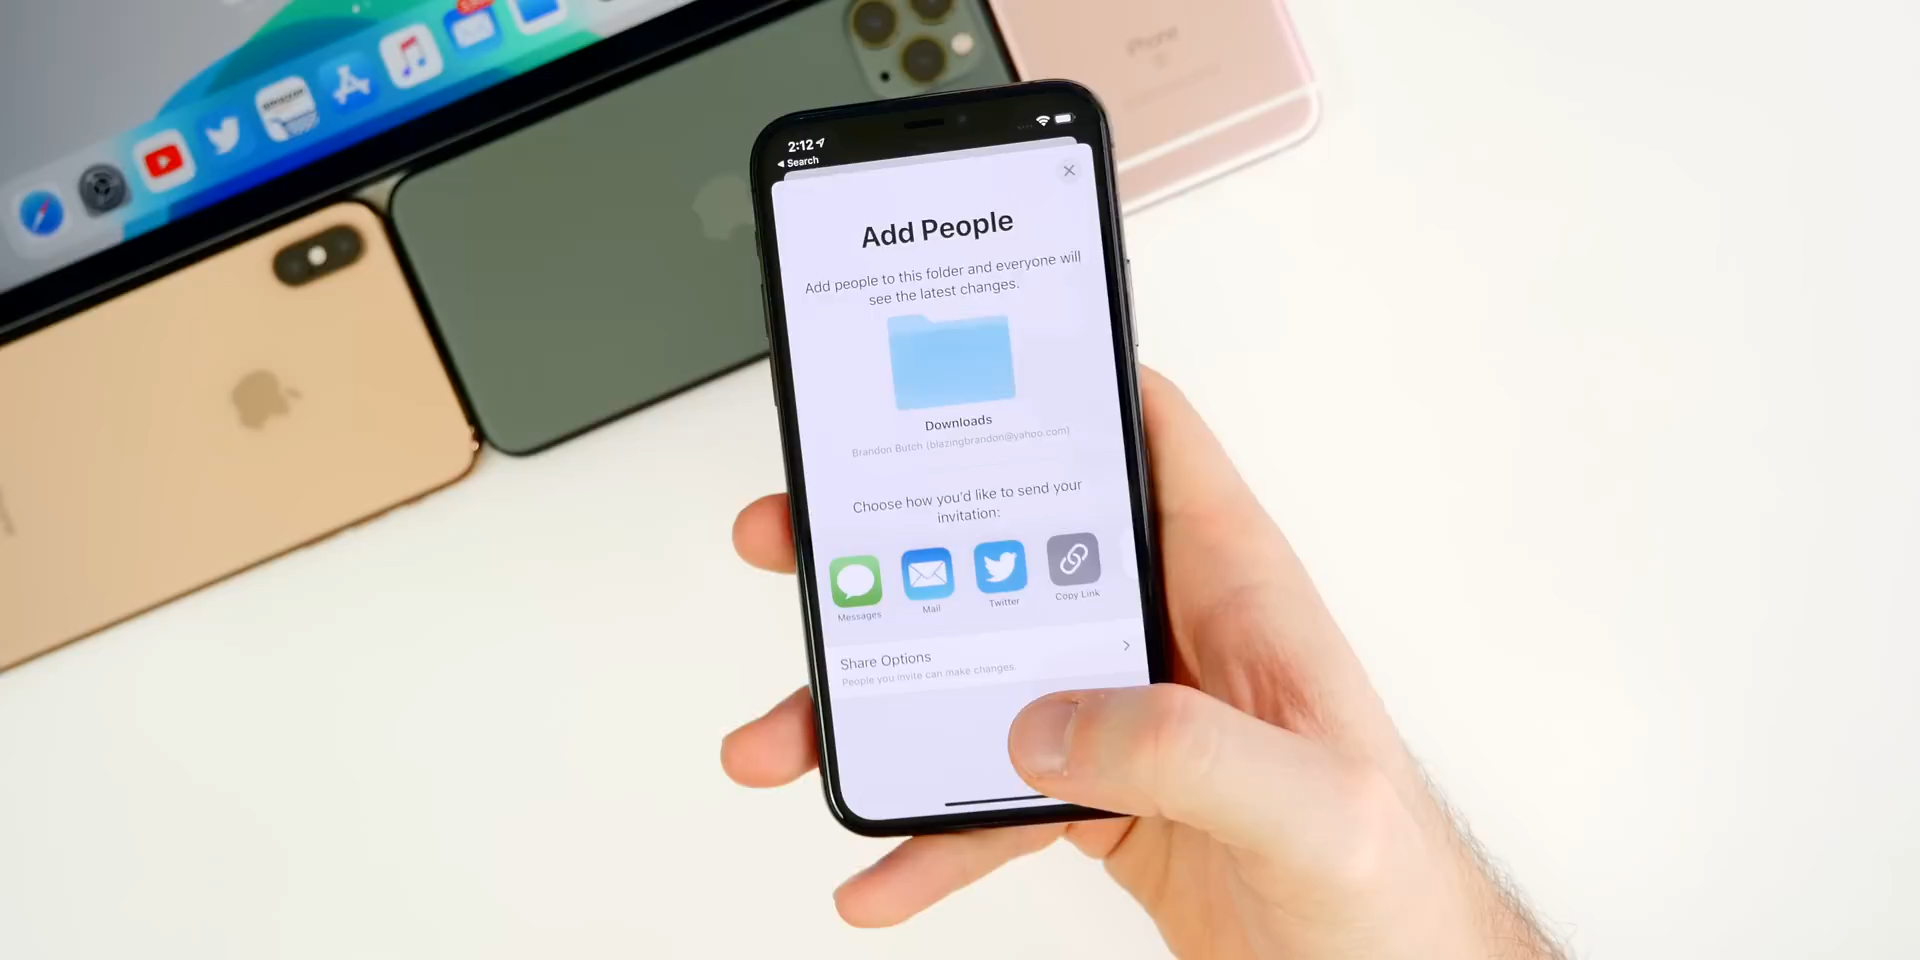 iPhone
2:12
Search
Add People
Add people to this folder and everyone will
see the latest changes.
Downloads
Brandon Butch (blazingbrandon@yahoo.com)
Choose how you'd like to send your
invitation:
Messages
Mail
Twitter
Copy Link
Share Options
People you invite can make changes.